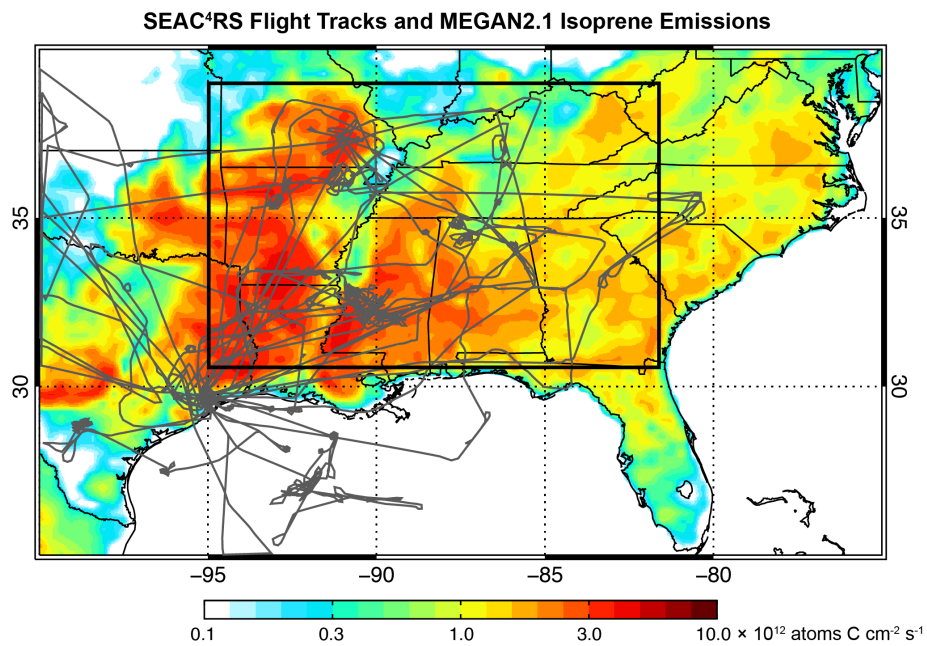 SEAC⁴RS Flight Tracks and MEGAN2.1 Isoprene Emissions
35 35
30 30
−95 −90 −85 −80
0.1 0.3 1.0 3.0 10.0 × 10¹² atoms C cm⁻² s⁻¹